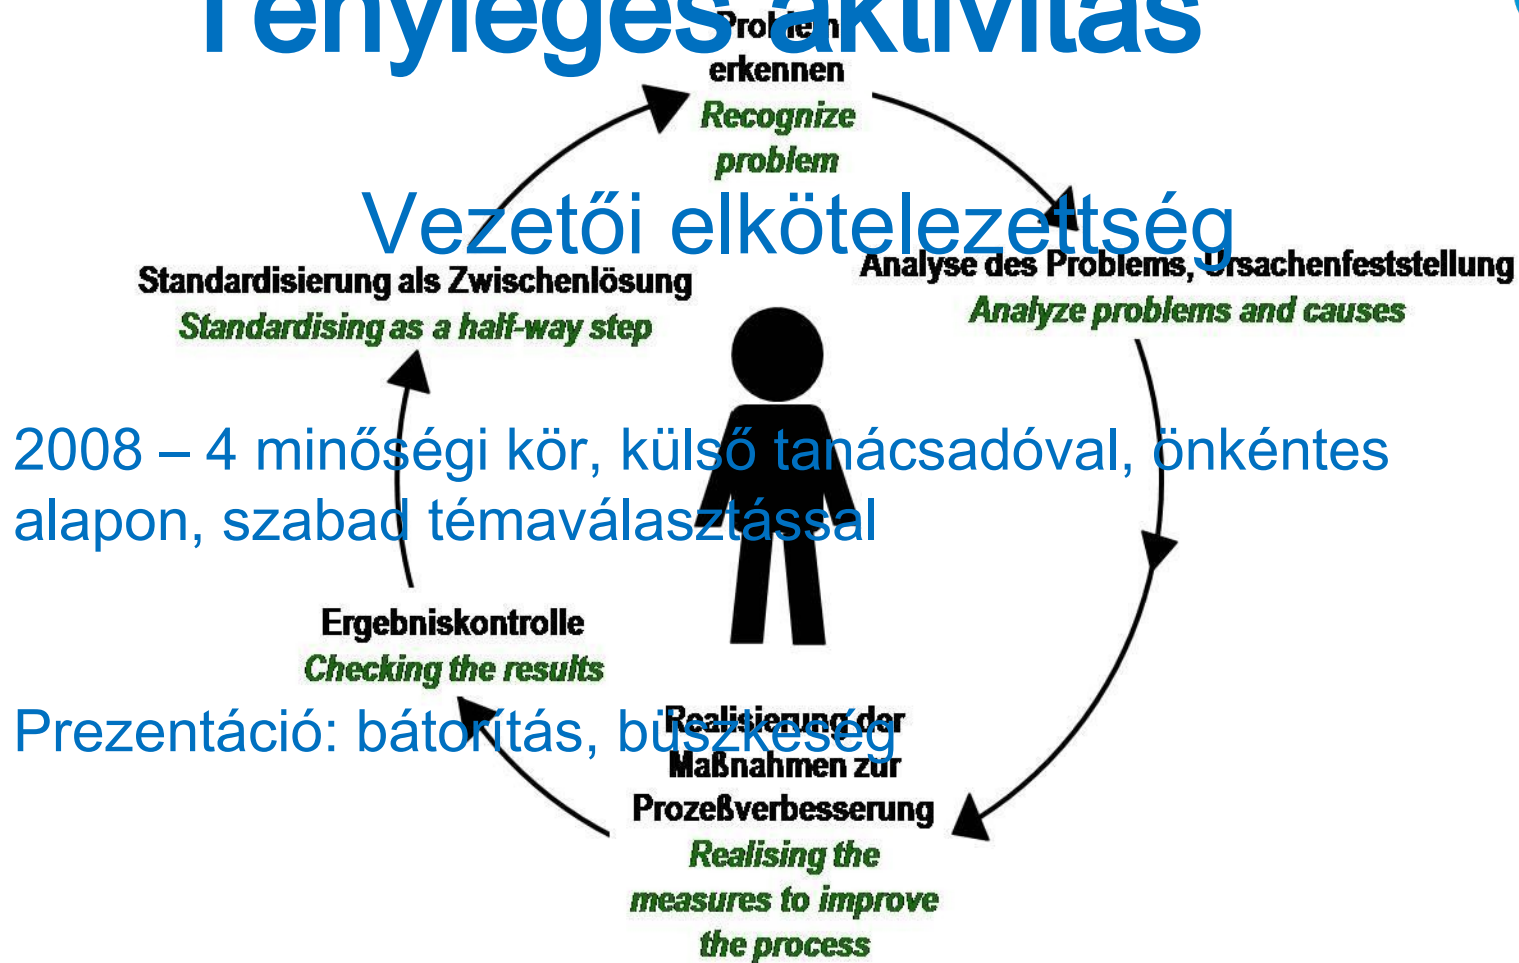 Tényleges aktivitás
Problem
erkennen
Recognize
problem
Vezetői elkötelezettség
Analyse des Problems, Ursachenfeststellung
Analyze problems and causes
Standardisierung als Zwischenlösung
Standardising as a half-way step
2008 – 4 minőségi kör, külső tanácsadóval, önkéntes
alapon, szabad témaválasztással
Ergebniskontrolle
Checking the results
Prezentáció: bátorítás, büszkeség
Realisierung der
Maßnahmen zur
Prozeßverbesserung
Realising the
measures to improve
the process